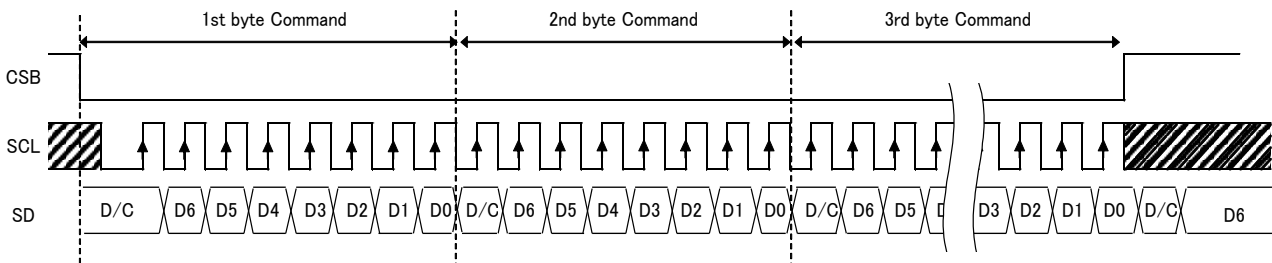 1st byte Command 2nd byte Command 3rd byte Command
CSB
SCL
SD D/C D6 D5 D4 D3 D2 D1 D0 D/C D6 D5 D4 D3 D2 D1 D0 D/C D6 D5 D3 D2 D1 D0 D/C D6